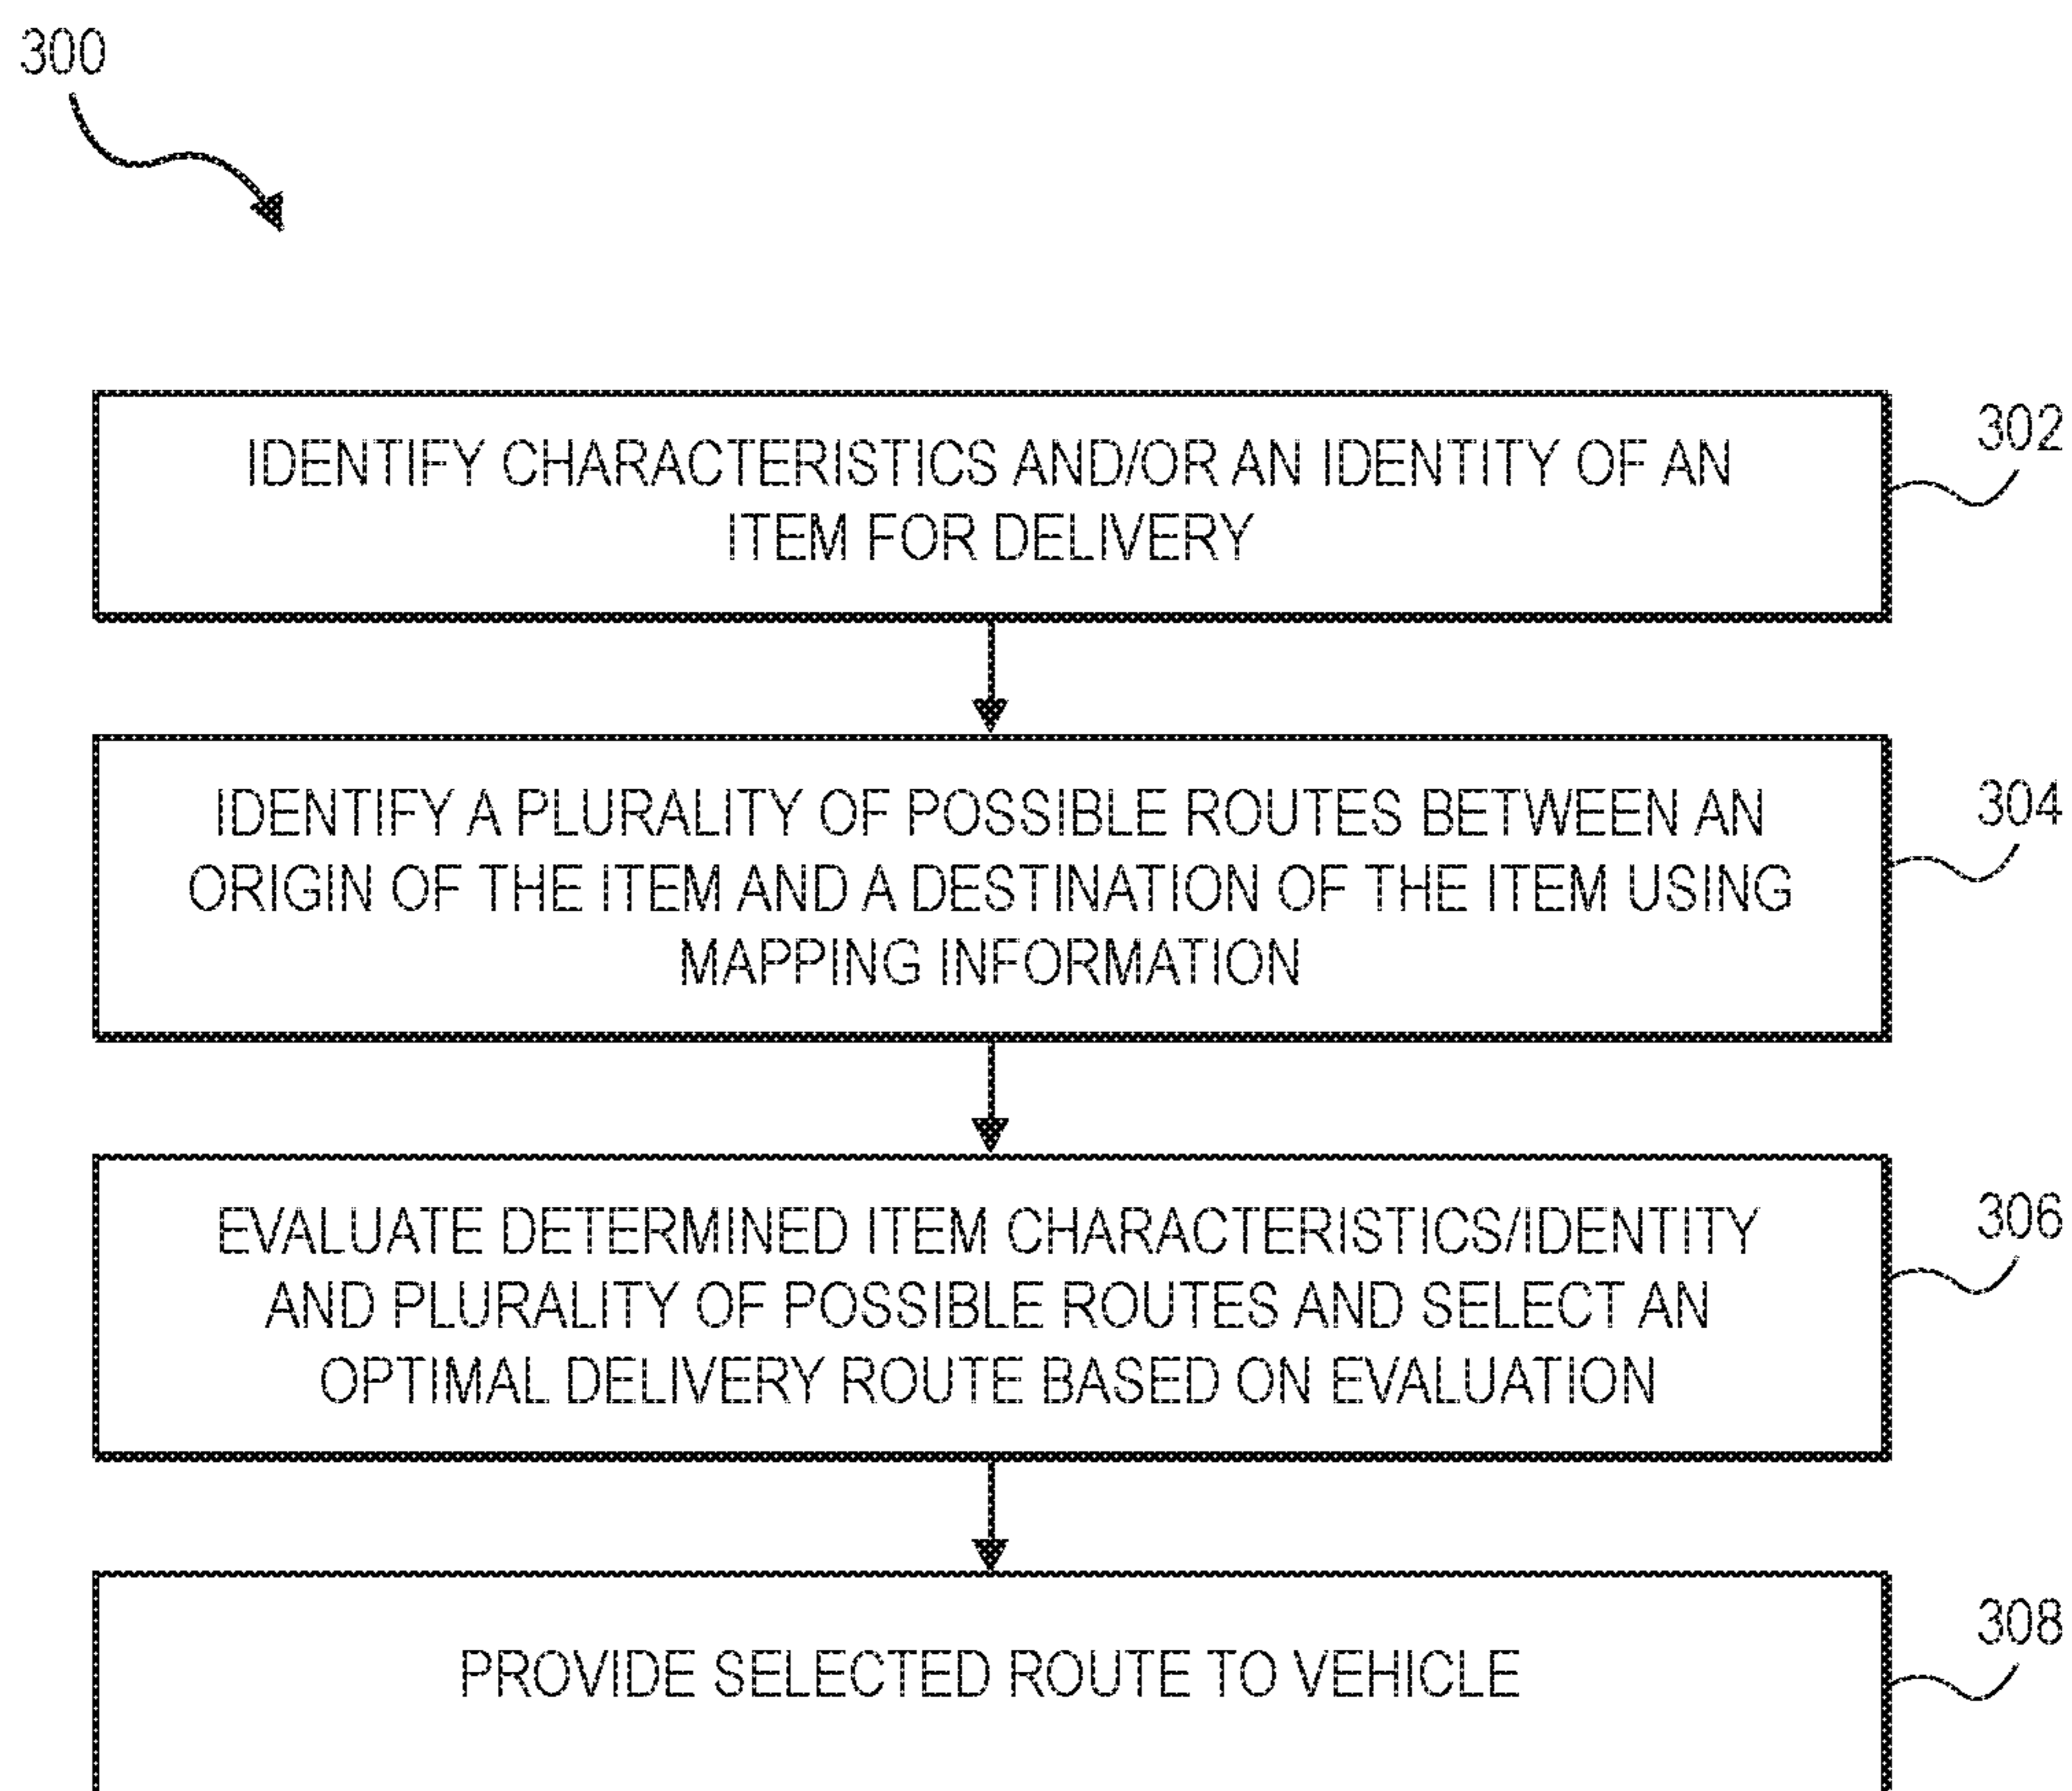 300
302
IDENTIFY CHARACTERISTICS AND/OR AN IDENTITY OF AN
ITEM FOR DELIVERY
304
IDENTIFY A PLURALITY OF POSSIBLE ROUTES BETWEEN AN
ORIGIN OF THE ITEM AND A DESTINATION OF THE ITEM USING
MAPPING INFORMATION
306
EVALUATE DETERMINED ITEM CHARACTERISTICS/IDENTITY
AND PLURALITY OF POSSIBLE ROUTES AND SELECT AN
OPTIMAL DELIVERY ROUTE BASED ON EVALUATION
308
PROVIDE SELECTED ROUTE TO VEHICLE